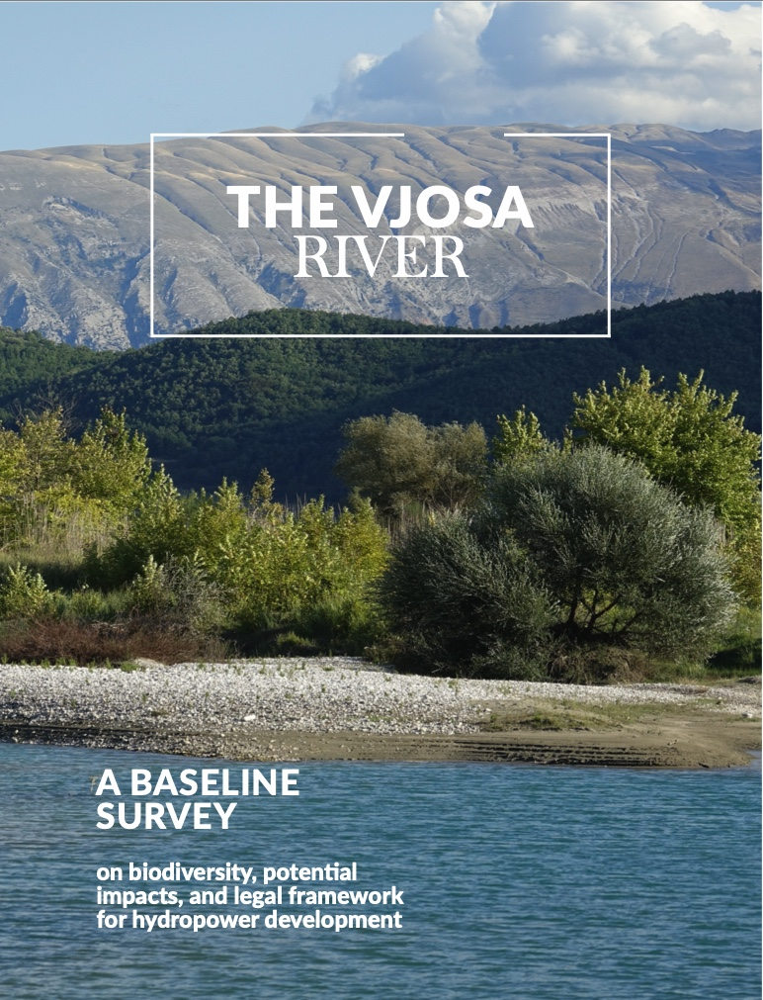 THE VJOSA
RIVER
A BASELINE
SURVEY
on biodiversity, potential
impacts, and legal framework
for hydropower development